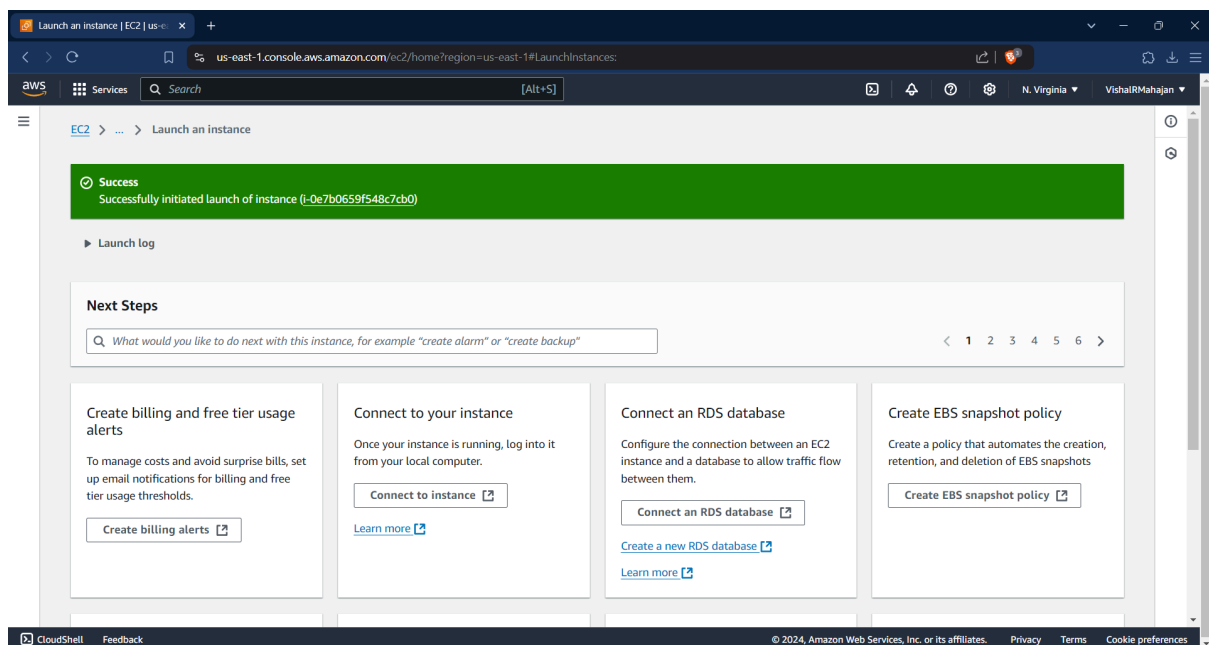 Launch an instance | EC2 | us-e
us-east-1.console.aws.amazon.com/ec2/home?region=us-east-1#LaunchInstances:
aws
Services
Search
[Alt+S]
N. Virginia
VishalRMahajan
EC2 > ... > Launch an instance
Success
Successfully initiated launch of instance (i-0e7b0659f548c7cb0)
Launch log
Next Steps
What would you like to do next with this instance, for example "create alarm" or "create backup"
1 2 3 4 5 6
Create billing and free tier usage
alerts
To manage costs and avoid surprise bills, set
up email notifications for billing and free
tier usage thresholds.
Create billing alerts
Connect to your instance
Once your instance is running, log into it
from your local computer.
Connect to instance
Learn more
Connect an RDS database
Configure the connection between an EC2
instance and a database to allow traffic flow
between them.
Connect an RDS database
Create a new RDS database
Learn more
Create EBS snapshot policy
Create a policy that automates the creation,
retention, and deletion of EBS snapshots
Create EBS snapshot policy
CloudShell
Feedback
© 2024, Amazon Web Services, Inc. or its affiliates.
Privacy
Terms
Cookie preferences